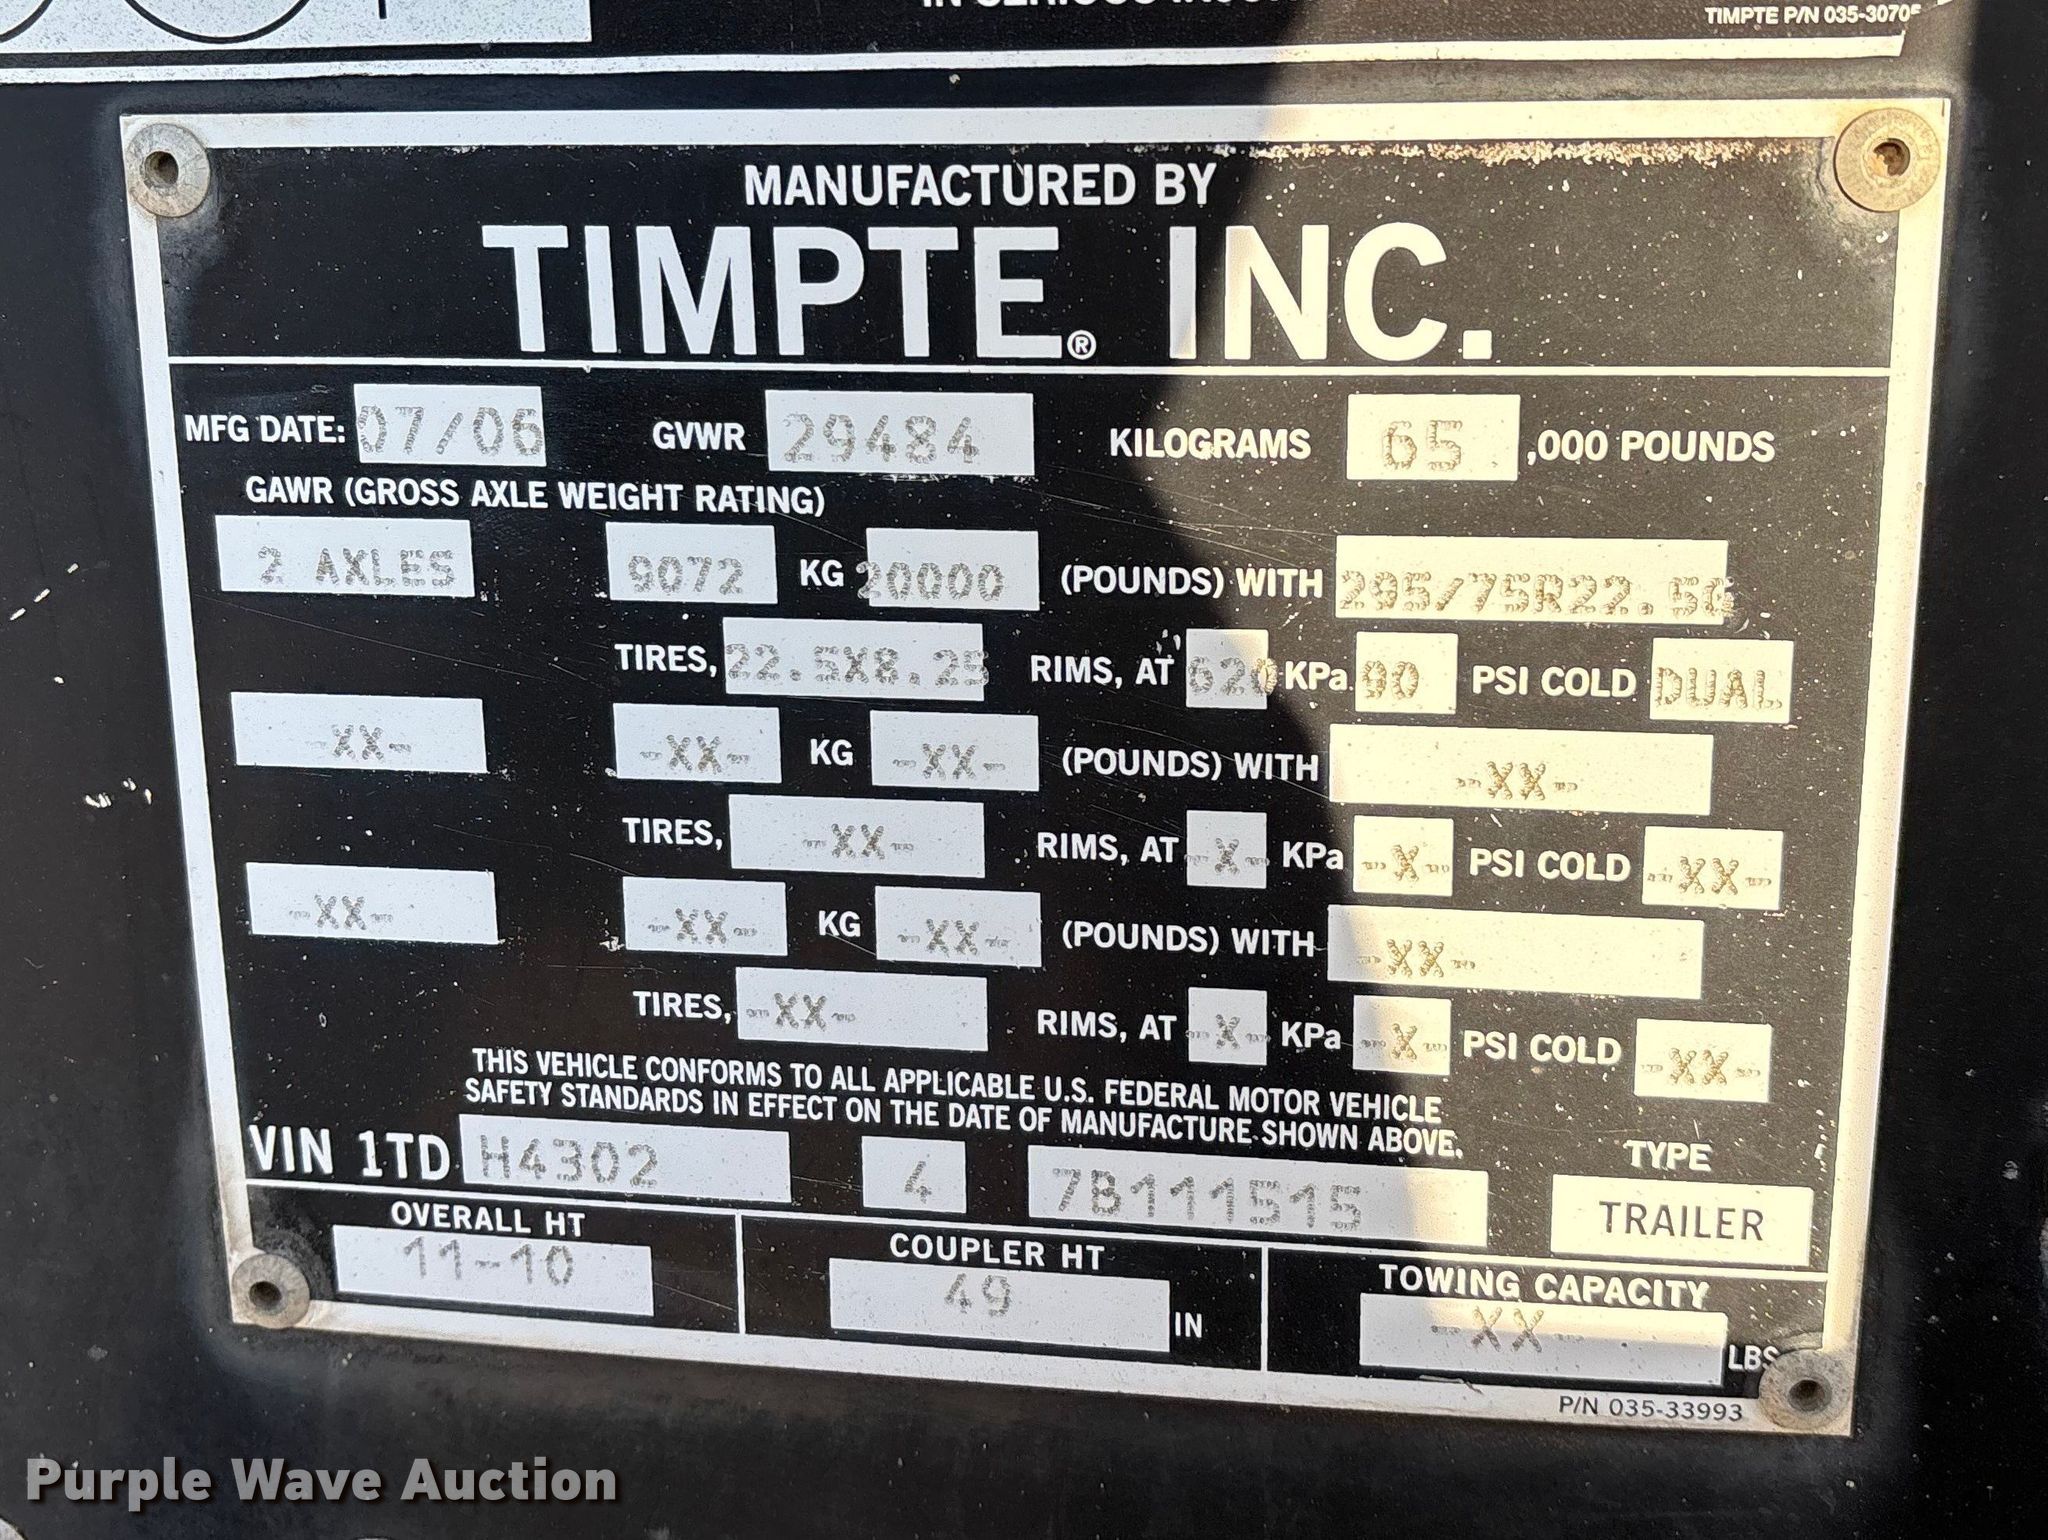 TIMPTE P/N 035-30705
MANUFACTURED BY
TIMPTE® INC.
MFG DATE: 07/06 GVWR 29484 KILOGRAMS 65 ,000 POUNDS
GAWR (GROSS AXLE WEIGHT RATING)
2 AXLES 9072 KG 20000 (POUNDS) WITH 295/75R22.5G
TIRES, 22.5X8.25 RIMS, AT 620 KPa 90 PSI COLD DUAL
-XX- -XX- KG -XX- (POUNDS) WITH -XX-
TIRES, -XX- RIMS, AT -X- KPa -X- PSI COLD -XX-
-XX- -XX- KG -XX- (POUNDS) WITH -XX-
TIRES, -XX- RIMS, AT -X- KPa -X- PSI COLD -XX-
THIS VEHICLE CONFORMS TO ALL APPLICABLE U.S. FEDERAL MOTOR VEHICLE
SAFETY STANDARDS IN EFFECT ON THE DATE OF MANUFACTURE SHOWN ABOVE.
VIN 1TD H4302 4 7B111515 TYPE
TRAILER
OVERALL HT COUPLER HT TOWING CAPACITY
11-10 49 IN -XX- LBS
P/N 035-33993
Purple Wave Auction